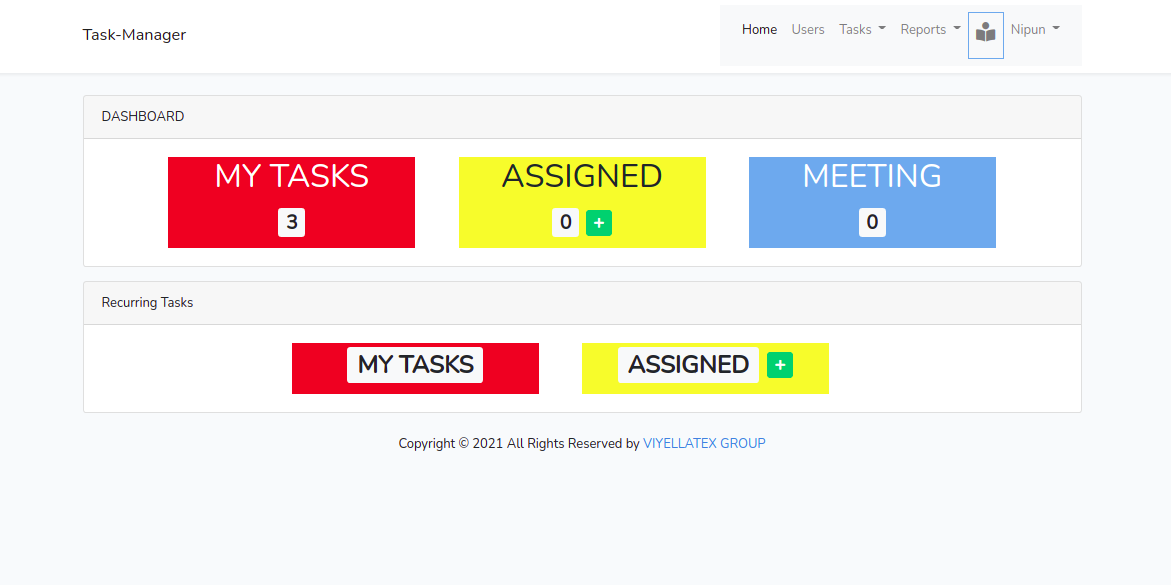 Task-Manager
Home Users Tasks Reports Nipun
DASHBOARD
MY TASKS ASSIGNED MEETING
3 0 + 0
Recurring Tasks
MY TASKS ASSIGNED +
Copyright © 2021 All Rights Reserved by VIYELLATEX GROUP